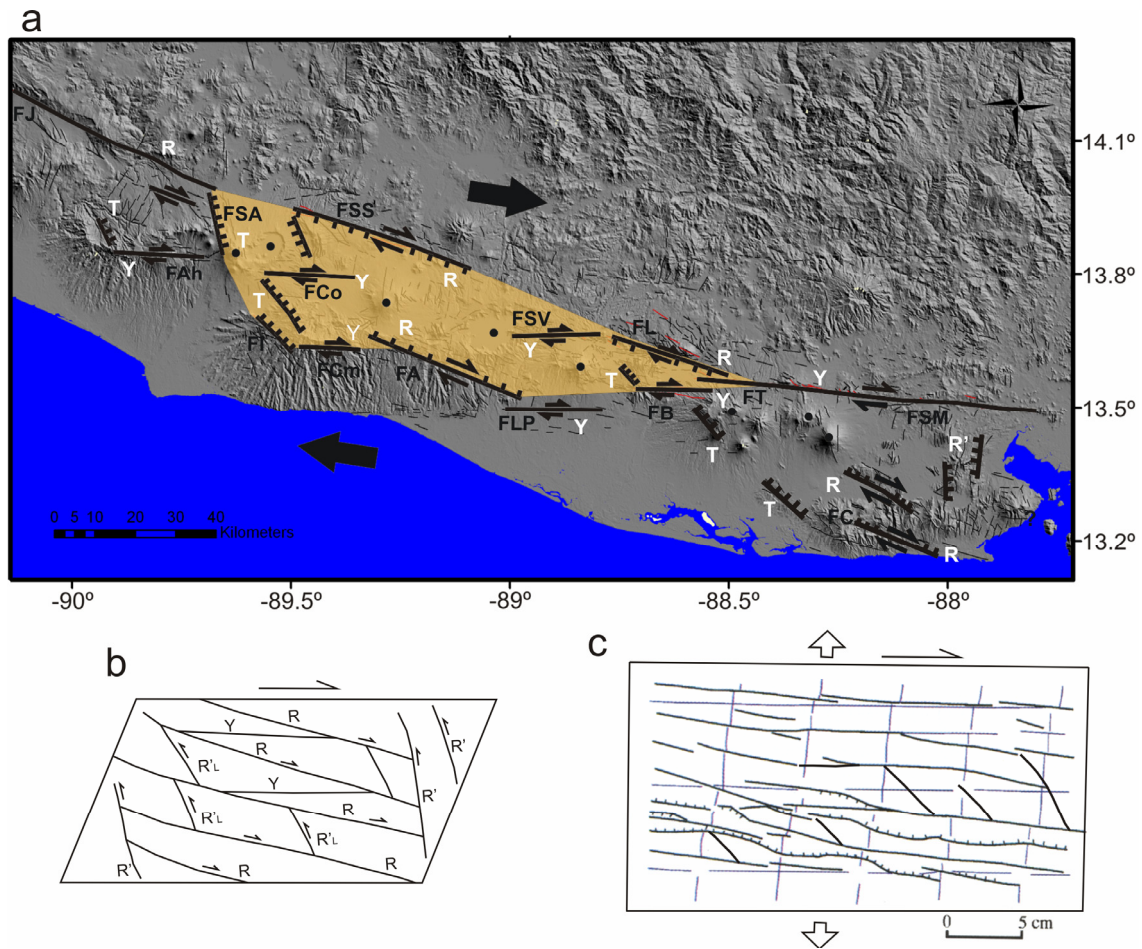 a
FJ
R
14.1º
T
FSA
FSS
T
13.8º
R
Y
FAh
FCo
Y
T
R
FSV
FL
FI
Y
Y
R
Y
FCm
FA
T
FT
FB
Y
FSM
13.5º
FLP
Y
T
R'
R
T
FC
?
0 5 10 20 30 40
Kilometers
R
13.2º
-90º -89.5º -89º -88.5º -88º
b
c
R
Y
R
R'L
R'
Y
R'L
R
R'
R'L
R'
R
R
0 5 cm